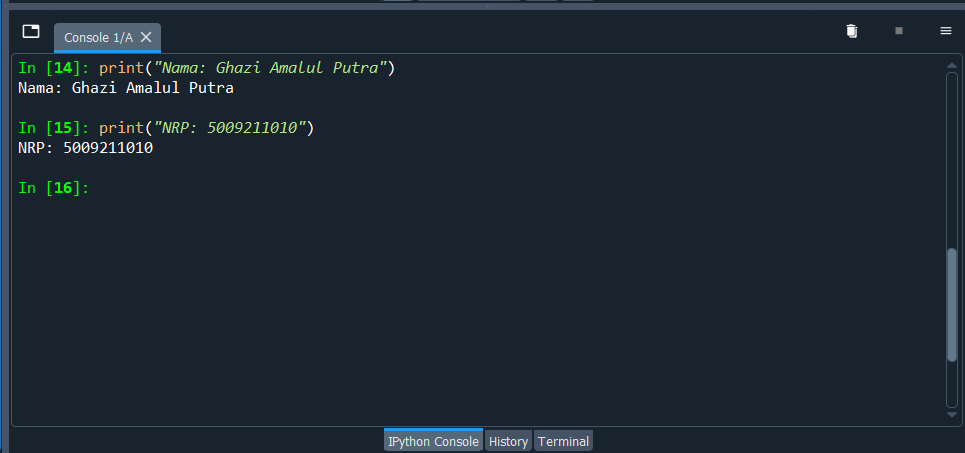 Console 1/A
In [14]: print("Nama: Ghazi Amalul Putra")
Nama: Ghazi Amalul Putra
In [15]: print("NRP: 5009211010")
NRP: 5009211010
In [16]:
IPython Console History Terminal